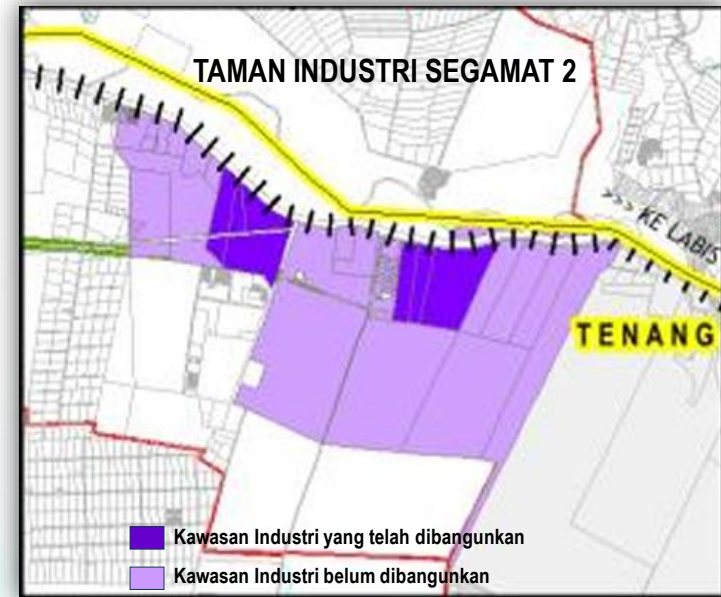 TAMAN INDUSTRI SEGAMAT 2
>>> KE LABIS
TENANG
Kawasan Industri yang telah dibangunkan
Kawasan Industri belum dibangunkan